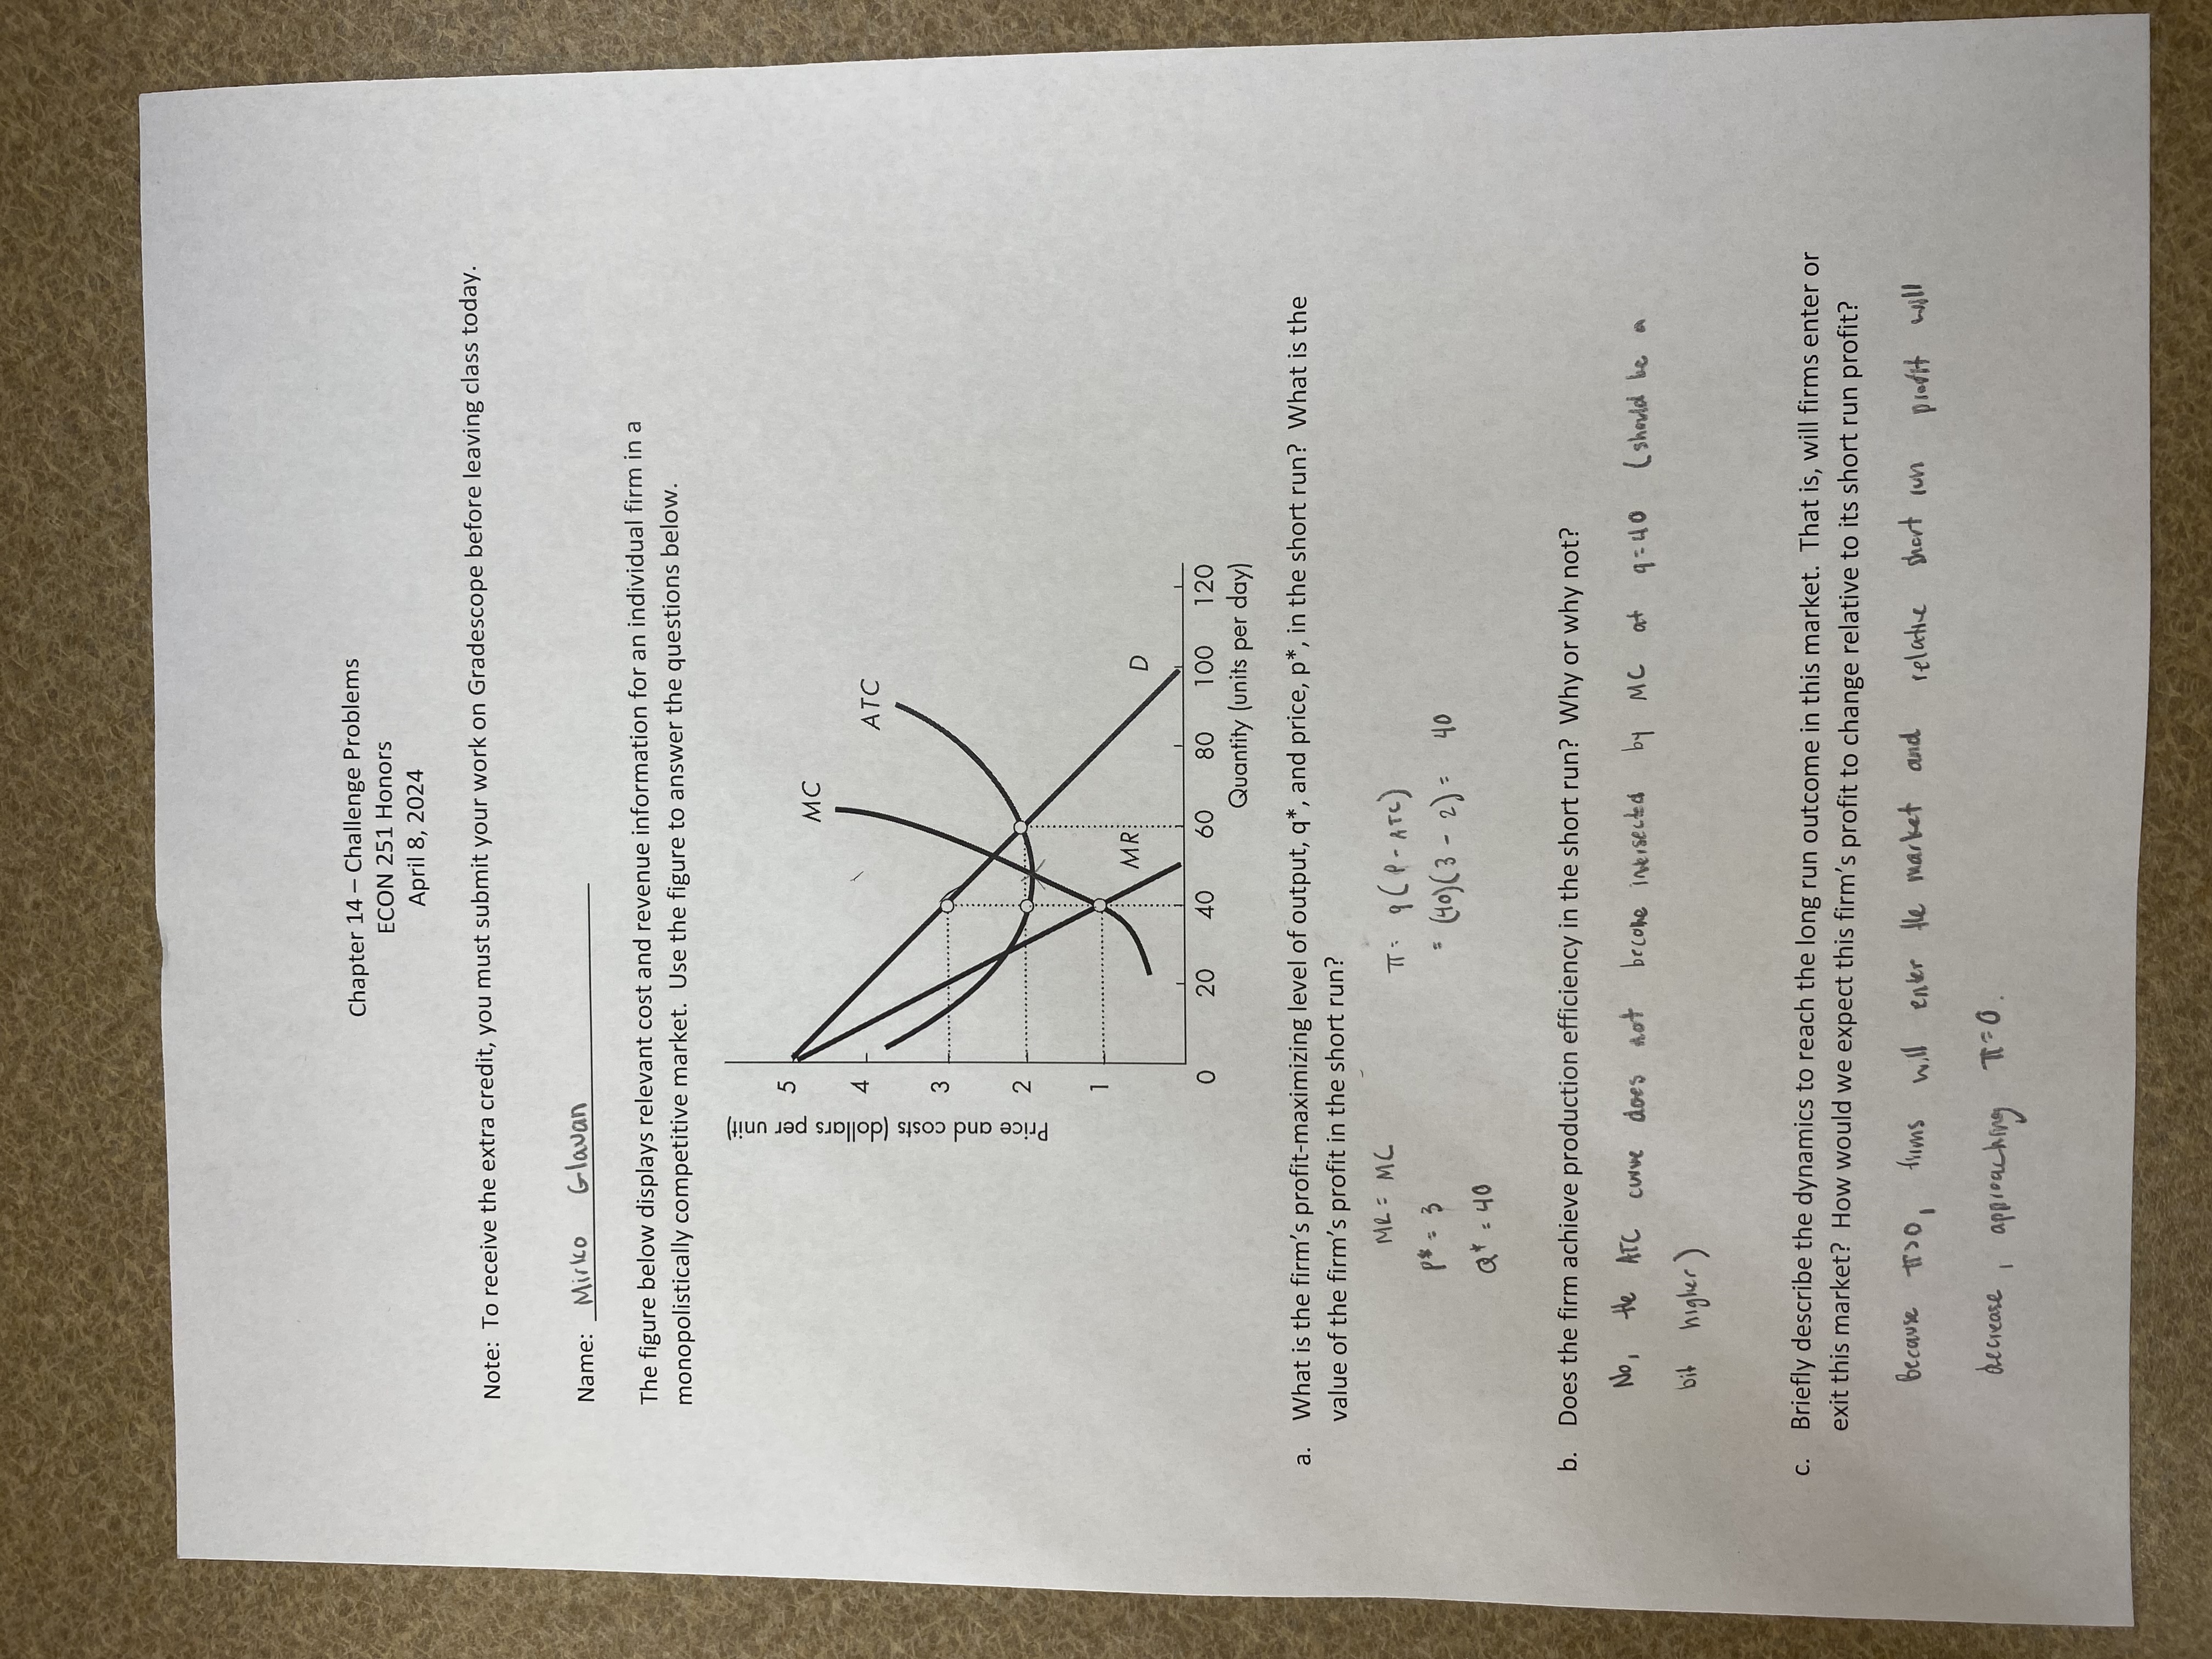 Chapter 14 – Challenge Problems
ECON 251 Honors
April 8, 2024
Note: To receive the extra credit, you must submit your work on Gradescope before leaving class today.
Name: Mirko Glavan
The figure below displays relevant cost and revenue information for an individual firm in a
monopolistically competitive market. Use the figure to answer the questions below.
Price and costs (dollars per unit)
5
4
3
2
1
MC
ATC
MR
D
0 20 40 60 80 100 120
Quantity (units per day)
a. What is the firm's profit-maximizing level of output, q*, and price, p*, in the short run? What is the
value of the firm's profit in the short run?
MR = MC
P* = 3
Q* = 40
π = q(P - ATC)
= (40)(3 - 2) = 40
b. Does the firm achieve production efficiency in the short run? Why or why not?
No, the ATC curve does not become intersected by MC at q=40 (should be a
bit higher)
c. Briefly describe the dynamics to reach the long run outcome in this market. That is, will firms enter or
exit this market? How would we expect this firm's profit to change relative to its short run profit?
Because π>0, firms will enter the market and relative short run profit will
decrease, approaching π=0.